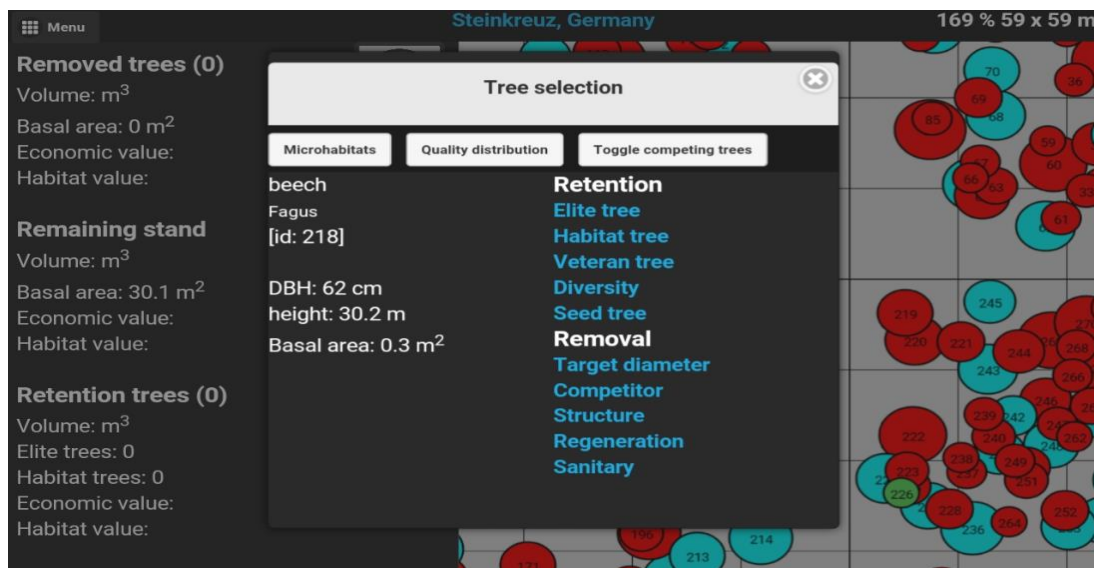 Menu
Steinkreuz, Germany
169 % 59 x 59 m
Removed trees (0)
Volume: m³
Basal area: 0 m²
Economic value:
Habitat value:
Remaining stand
Volume: m³
Basal area: 30.1 m²
Economic value:
Habitat value:
Retention trees (0)
Volume: m³
Elite trees: 0
Habitat trees: 0
Economic value:
Habitat value:
Tree selection
Microhabitats
Quality distribution
Toggle competing trees
beech
Fagus
[id: 218]
DBH: 62 cm
height: 30.2 m
Basal area: 0.3 m²
Retention
Elite tree
Habitat tree
Veteran tree
Diversity
Seed tree
Removal
Target diameter
Competitor
Structure
Regeneration
Sanitary
70
36
69
68
85
59
60
66
63
61
245
219
220
221
244
268
243
266
246
239
242
222
240
262
238
249
223
251
226
228
252
236
264
214
213
196